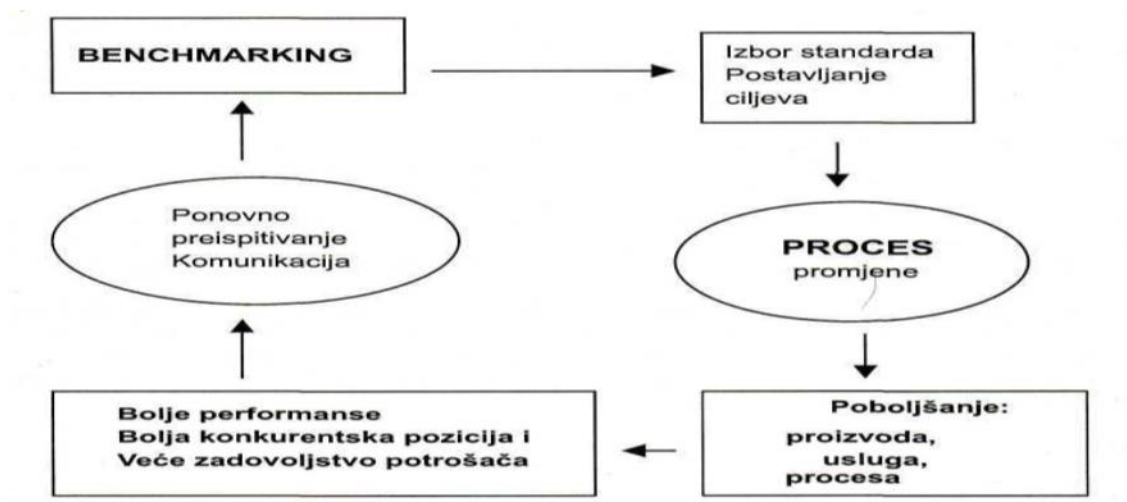 BENCHMARKING
Izbor standarda
Postavljanje
ciljeva
PROCES
promjene
Poboljšanje:
proizvoda,
usluga,
procesa
Bolje performanse
Bolja konkurentska pozicija i
Veće zadovoljstvo potrošača
Ponovno
preispitivanje
Komunikacija